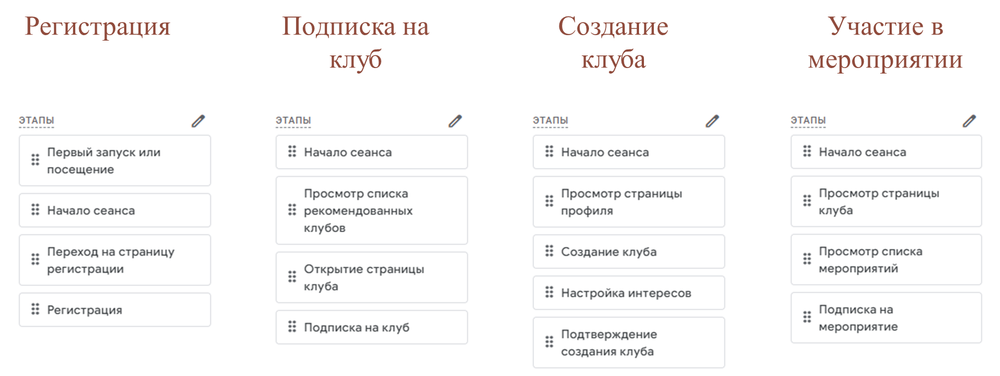 Регистрация
ЭТАПЫ
Первый запуск или
посещение
Начало сеанса
Переход на страницу
регистрации
Регистрация
Подписка на
клуб
ЭТАПЫ
Начало сеанса
Просмотр списка
рекомендованных
клубов
Открытие страницы
клуба
Подписка на клуб
Создание
клуба
ЭТАПЫ
Начало сеанса
Просмотр страницы
профиля
Создание клуба
Настройка интересов
Подтверждение
создания клуба
Участие в
мероприятии
ЭТАПЫ
Начало сеанса
Просмотр страницы
клуба
Просмотр списка
мероприятий
Подписка на
мероприятие